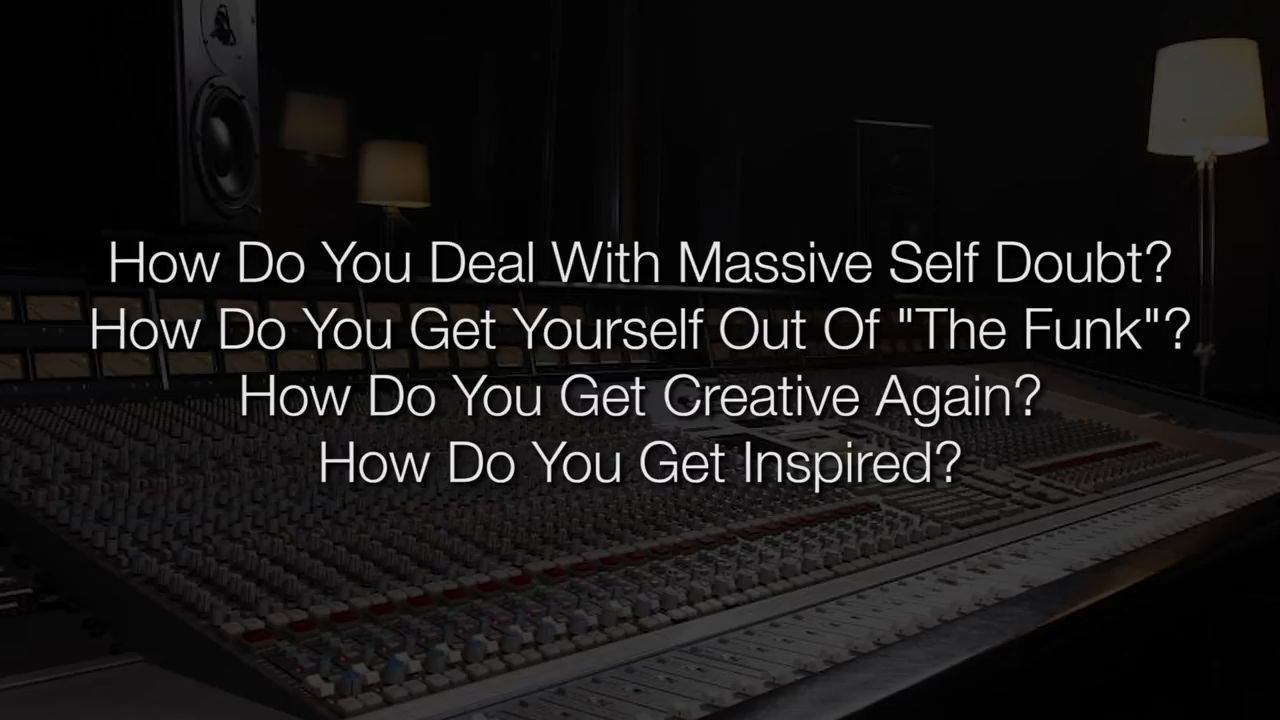 How Do You Deal With Massive Self Doubt?
How Do You Get Yourself Out Of "The Funk"?
How Do You Get Creative Again?
How Do You Get Inspired?